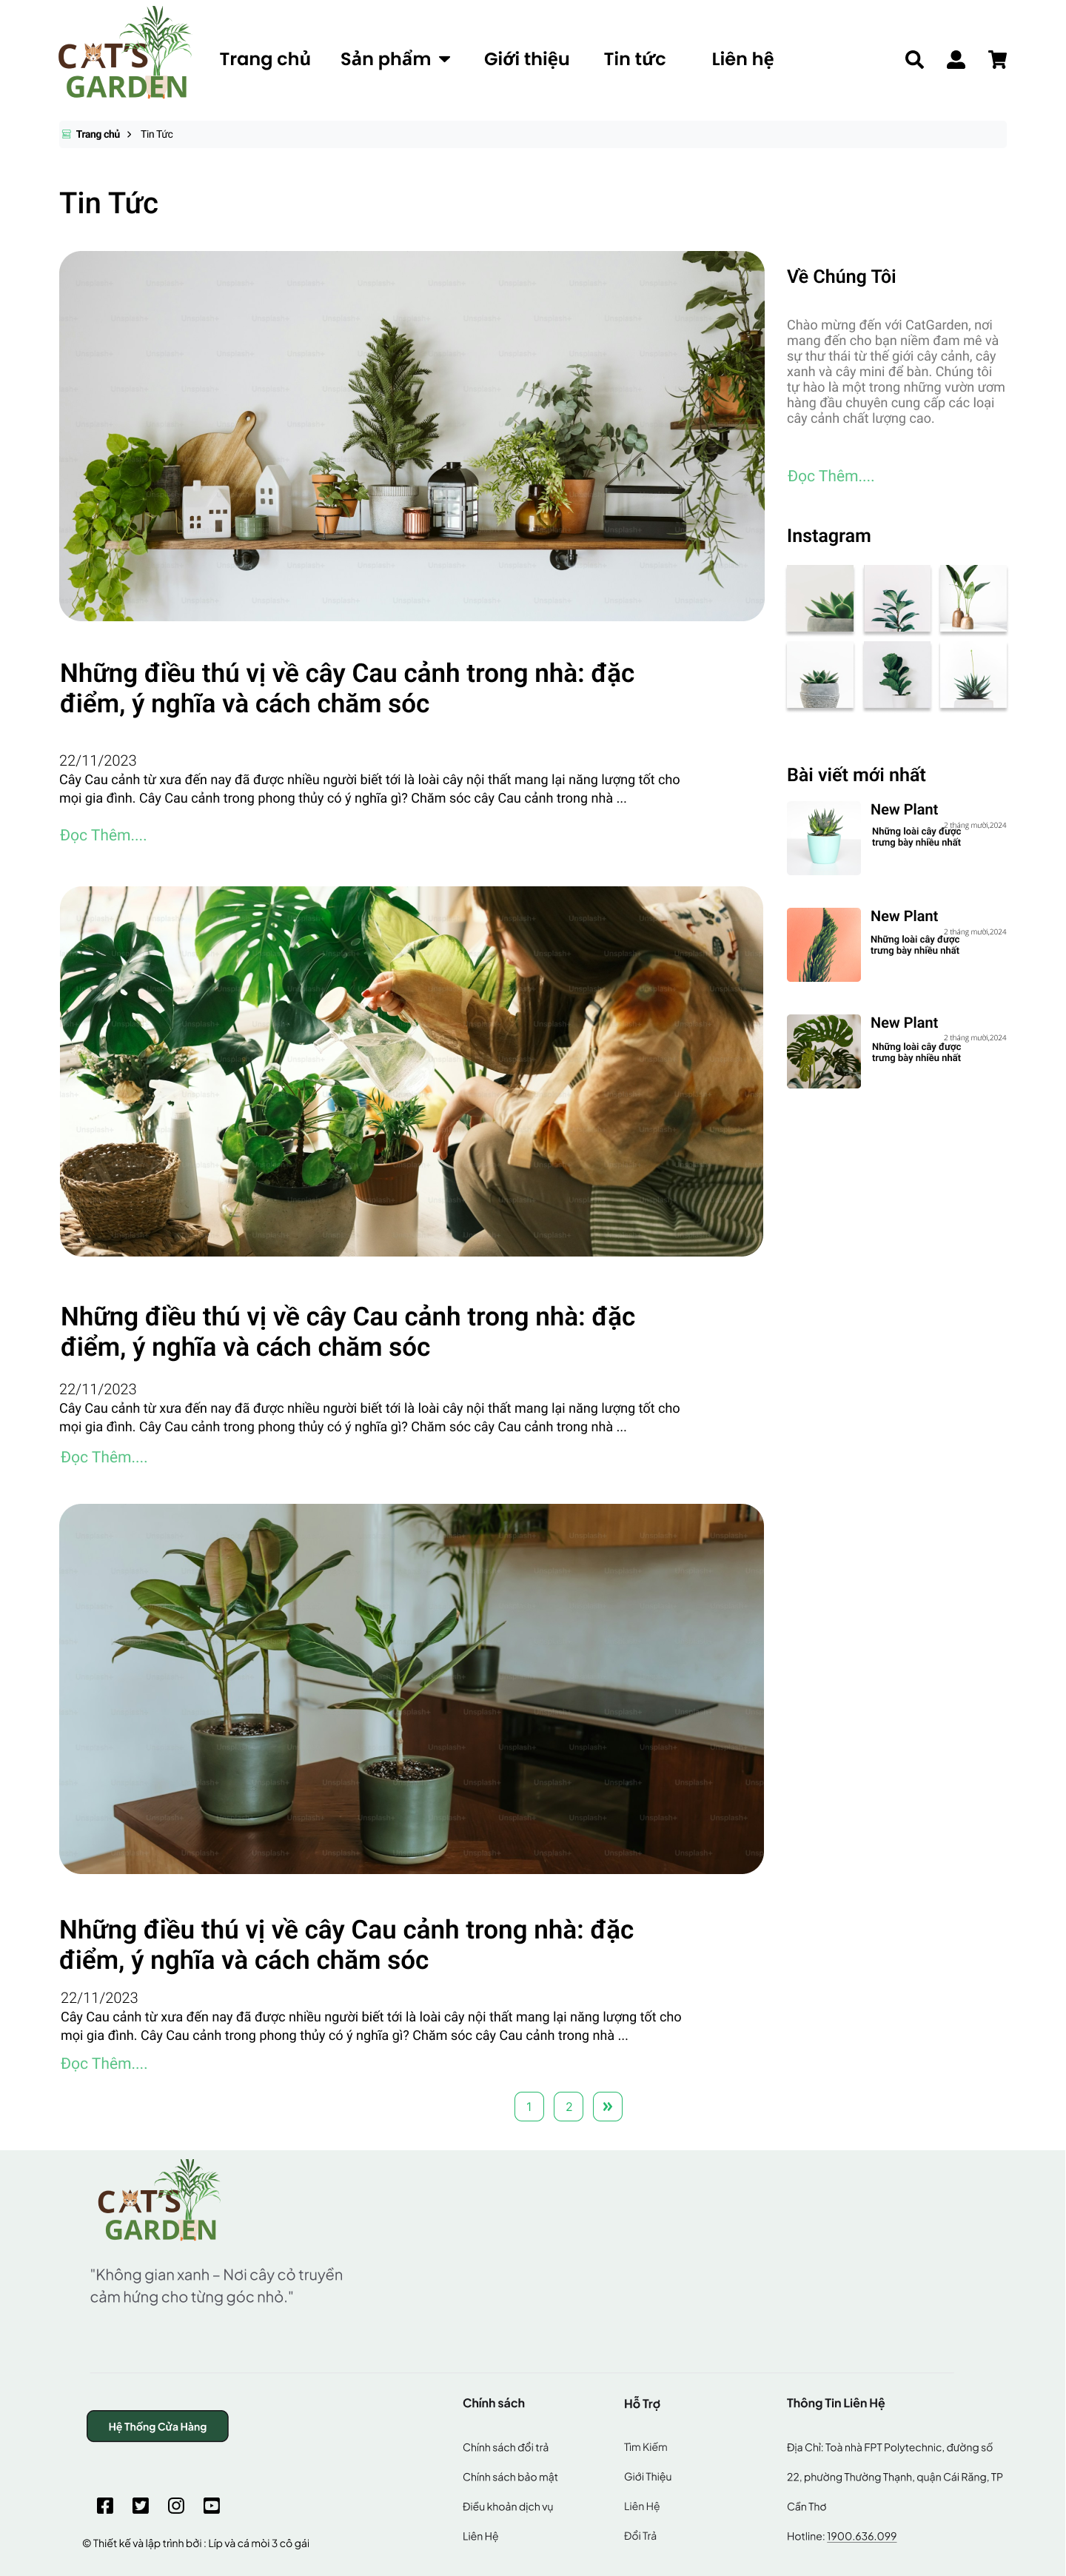 CAT'S
GARDEN
Trang chủ
Sản phẩm
Giới thiệu
Tin tức
Liên hệ
Trang chủ
Tin Tức
Tin Tức
Những điều thú vị về cây Cau cảnh trong nhà: đặc
điểm, ý nghĩa và cách chăm sóc
22/11/2023
Cây Cau cảnh từ xưa đến nay đã được nhiều người biết tới là loài cây nội thất mang lại năng lượng tốt cho
mọi gia đình. Cây Cau cảnh trong phong thủy có ý nghĩa gì? Chăm sóc cây Cau cảnh trong nhà ...
Đọc Thêm....
Những điều thú vị về cây Cau cảnh trong nhà: đặc
điểm, ý nghĩa và cách chăm sóc
22/11/2023
Cây Cau cảnh từ xưa đến nay đã được nhiều người biết tới là loài cây nội thất mang lại năng lượng tốt cho
mọi gia đình. Cây Cau cảnh trong phong thủy có ý nghĩa gì? Chăm sóc cây Cau cảnh trong nhà ...
Đọc Thêm....
Những điều thú vị về cây Cau cảnh trong nhà: đặc
điểm, ý nghĩa và cách chăm sóc
22/11/2023
Cây Cau cảnh từ xưa đến nay đã được nhiều người biết tới là loài cây nội thất mang lại năng lượng tốt cho
mọi gia đình. Cây Cau cảnh trong phong thủy có ý nghĩa gì? Chăm sóc cây Cau cảnh trong nhà ...
Đọc Thêm....
1
2
»
Về Chúng Tôi
Chào mừng đến với CatGarden, nơi
mang đến cho bạn niềm đam mê và
sự thư thái từ thế giới cây cảnh, cây
xanh và cây mini để bàn. Chúng tôi
tự hào là một trong những vườn ươm
hàng đầu chuyên cung cấp các loại
cây cảnh chất lượng cao.
Đọc Thêm....
Instagram
Bài viết mới nhất
New Plant
2 tháng mười,2024
Những loài cây được
trưng bày nhiều nhất
New Plant
2 tháng mười,2024
Những loài cây được
trưng bày nhiều nhất
New Plant
2 tháng mười,2024
Những loài cây được
trưng bày nhiều nhất
CAT'S
GARDEN
"Không gian xanh – Nơi cây cỏ truyền
cảm hứng cho từng góc nhỏ."
Hệ Thống Cửa Hàng
© Thiết kế và lập trình bởi : Líp và cá mòi 3 cô gái
Chính sách
Chính sách đổi trả
Chính sách bảo mật
Điều khoản dịch vụ
Liên Hệ
Hỗ Trợ
Tìm Kiếm
Giới Thiệu
Liên Hệ
Đổi Trả
Thông Tin Liên Hệ
Địa Chỉ: Toà nhà FPT Polytechnic, đường số
22, phường Thường Thạnh, quận Cái Răng, TP
Cần Thơ
Hotline: 1900.636.099